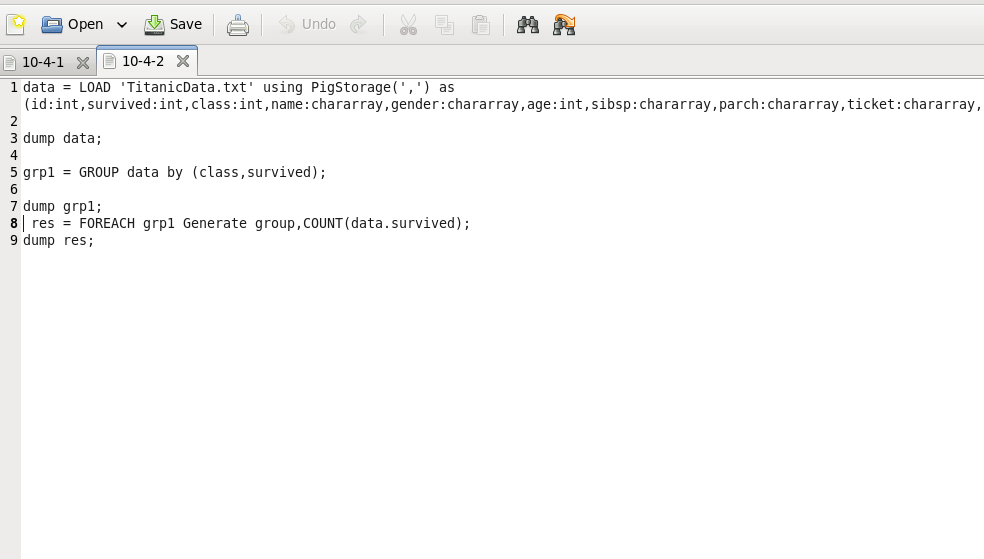 Open Save Undo
10-4-1 10-4-2
1 data = LOAD 'TitanicData.txt' using PigStorage(',') as
(id:int,survived:int,class:int,name:chararray,gender:chararray,age:int,sibsp:chararray,parch:chararray,ticket:chararray,
2
3 dump data;
4
5 grp1 = GROUP data by (class,survived);
6
7 dump grp1;
8 res = FOREACH grp1 Generate group,COUNT(data.survived);
9 dump res;